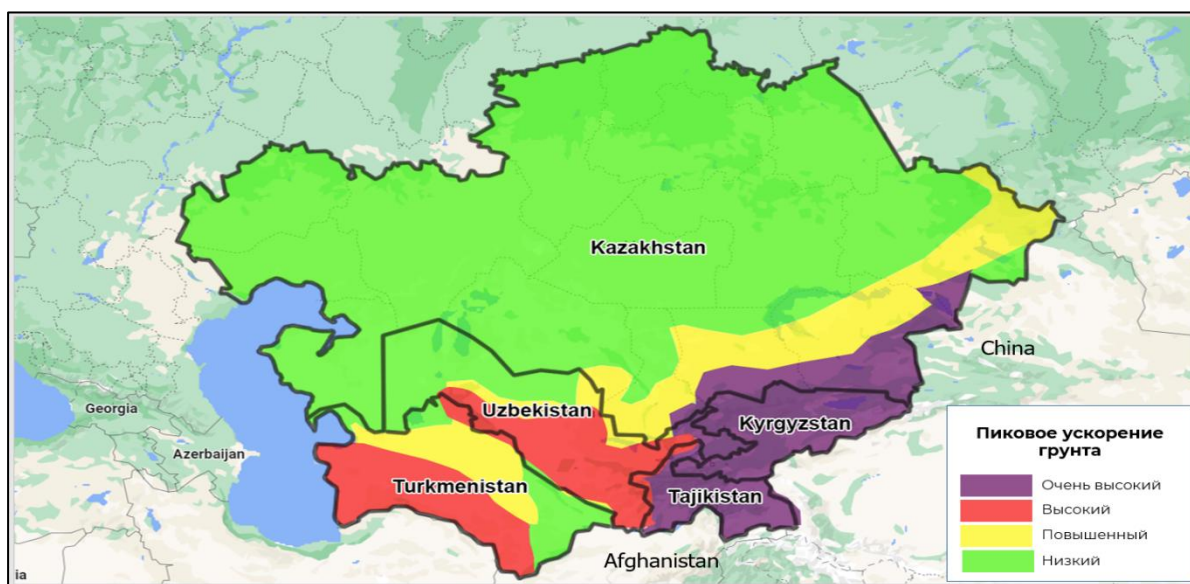 Kazakhstan
China
Georgia
Uzbekistan
Kyrgyzstan
Azerbaijan
Turkmenistan
Tajikistan
Afghanistan
ia
Пиковое ускорение
грунта
Очень высокий
Высокий
Повышенный
Низкий